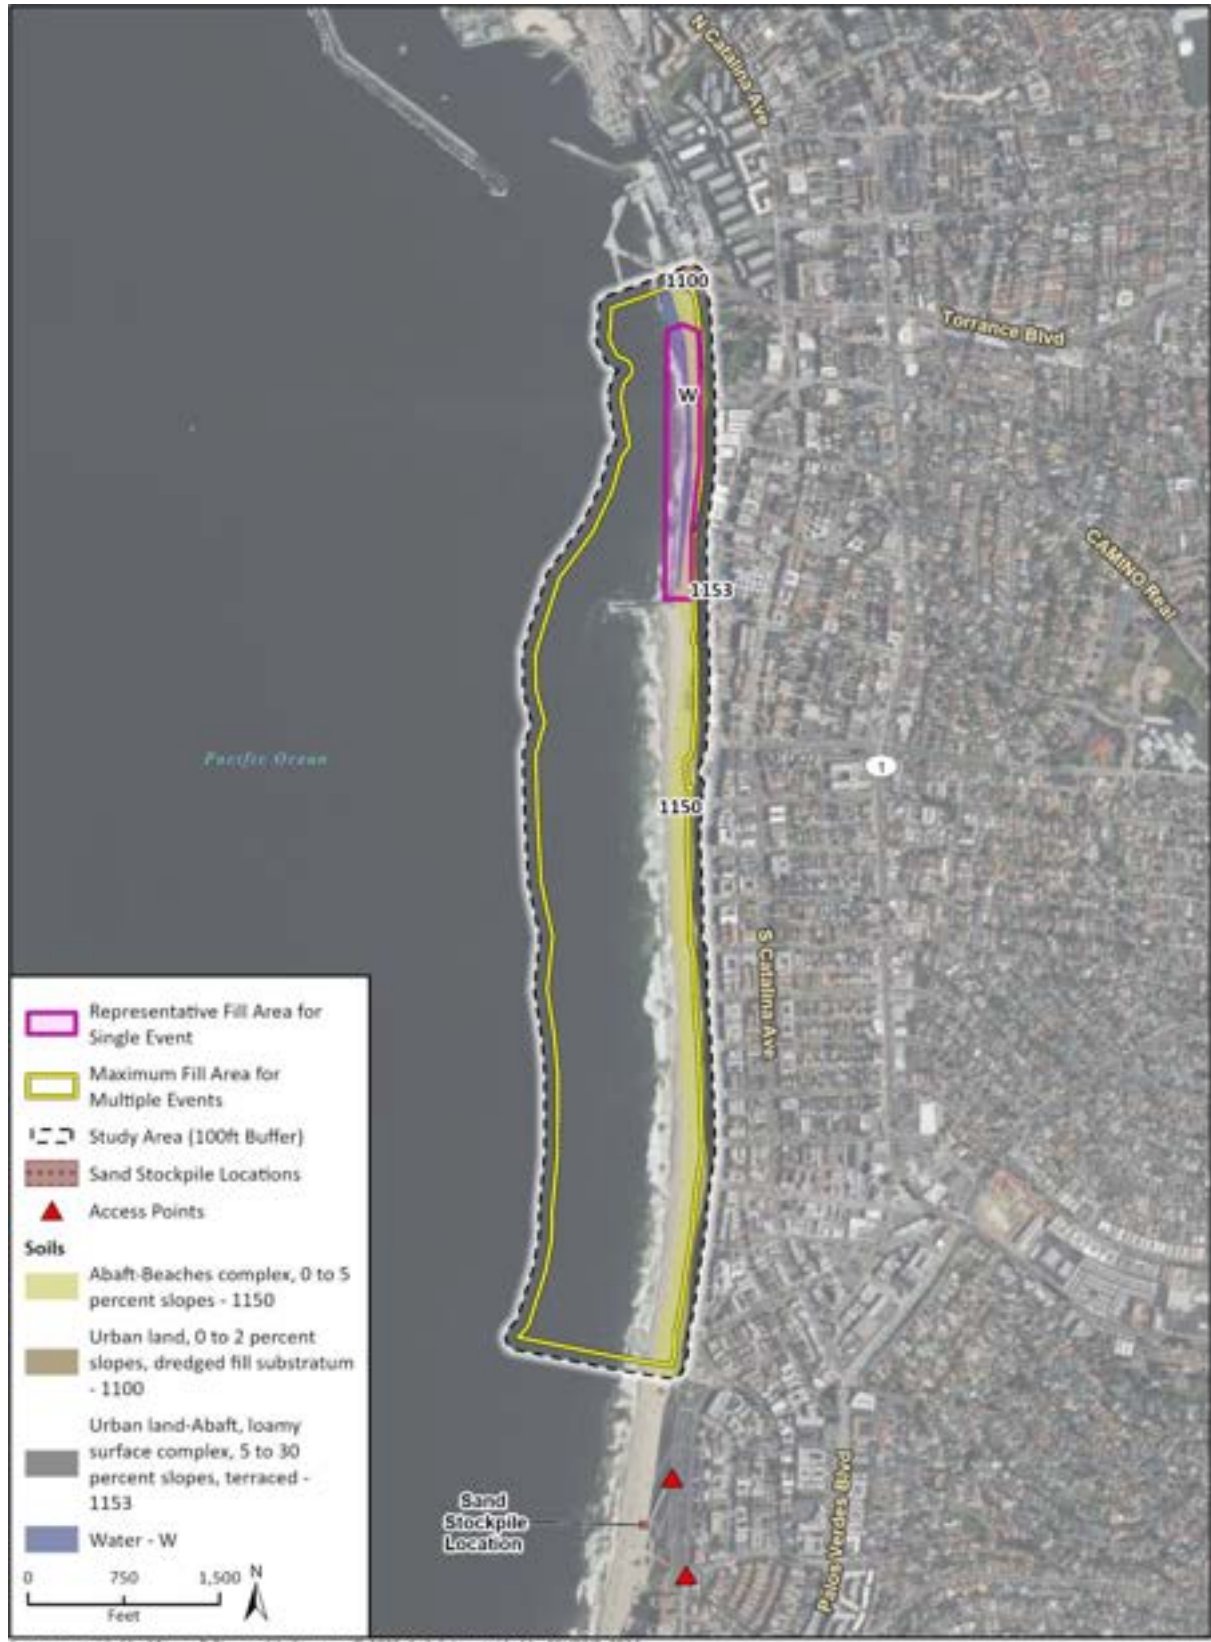 N Catalina Ave
1100
Torrance Blvd
W
CAMINO Real
1153
Pacific Ocean
1
1150
S Catalina Ave
Representative Fill Area for
Single Event
Maximum Fill Area for
Multiple Events
Study Area (100ft Buffer)
Sand Stockpile Locations
Access Points
Soils
Abaft-Beaches complex, 0 to 5
percent slopes - 1150
Urban land, 0 to 2 percent
slopes, dredged fill substratum
- 1100
Urban land-Abaft, loamy
surface complex, 5 to 30
percent slopes, terraced -
1153
Water - W
0 750 1,500
Feet
N
Sand
Stockpile
Location
Palos Verdes Blvd